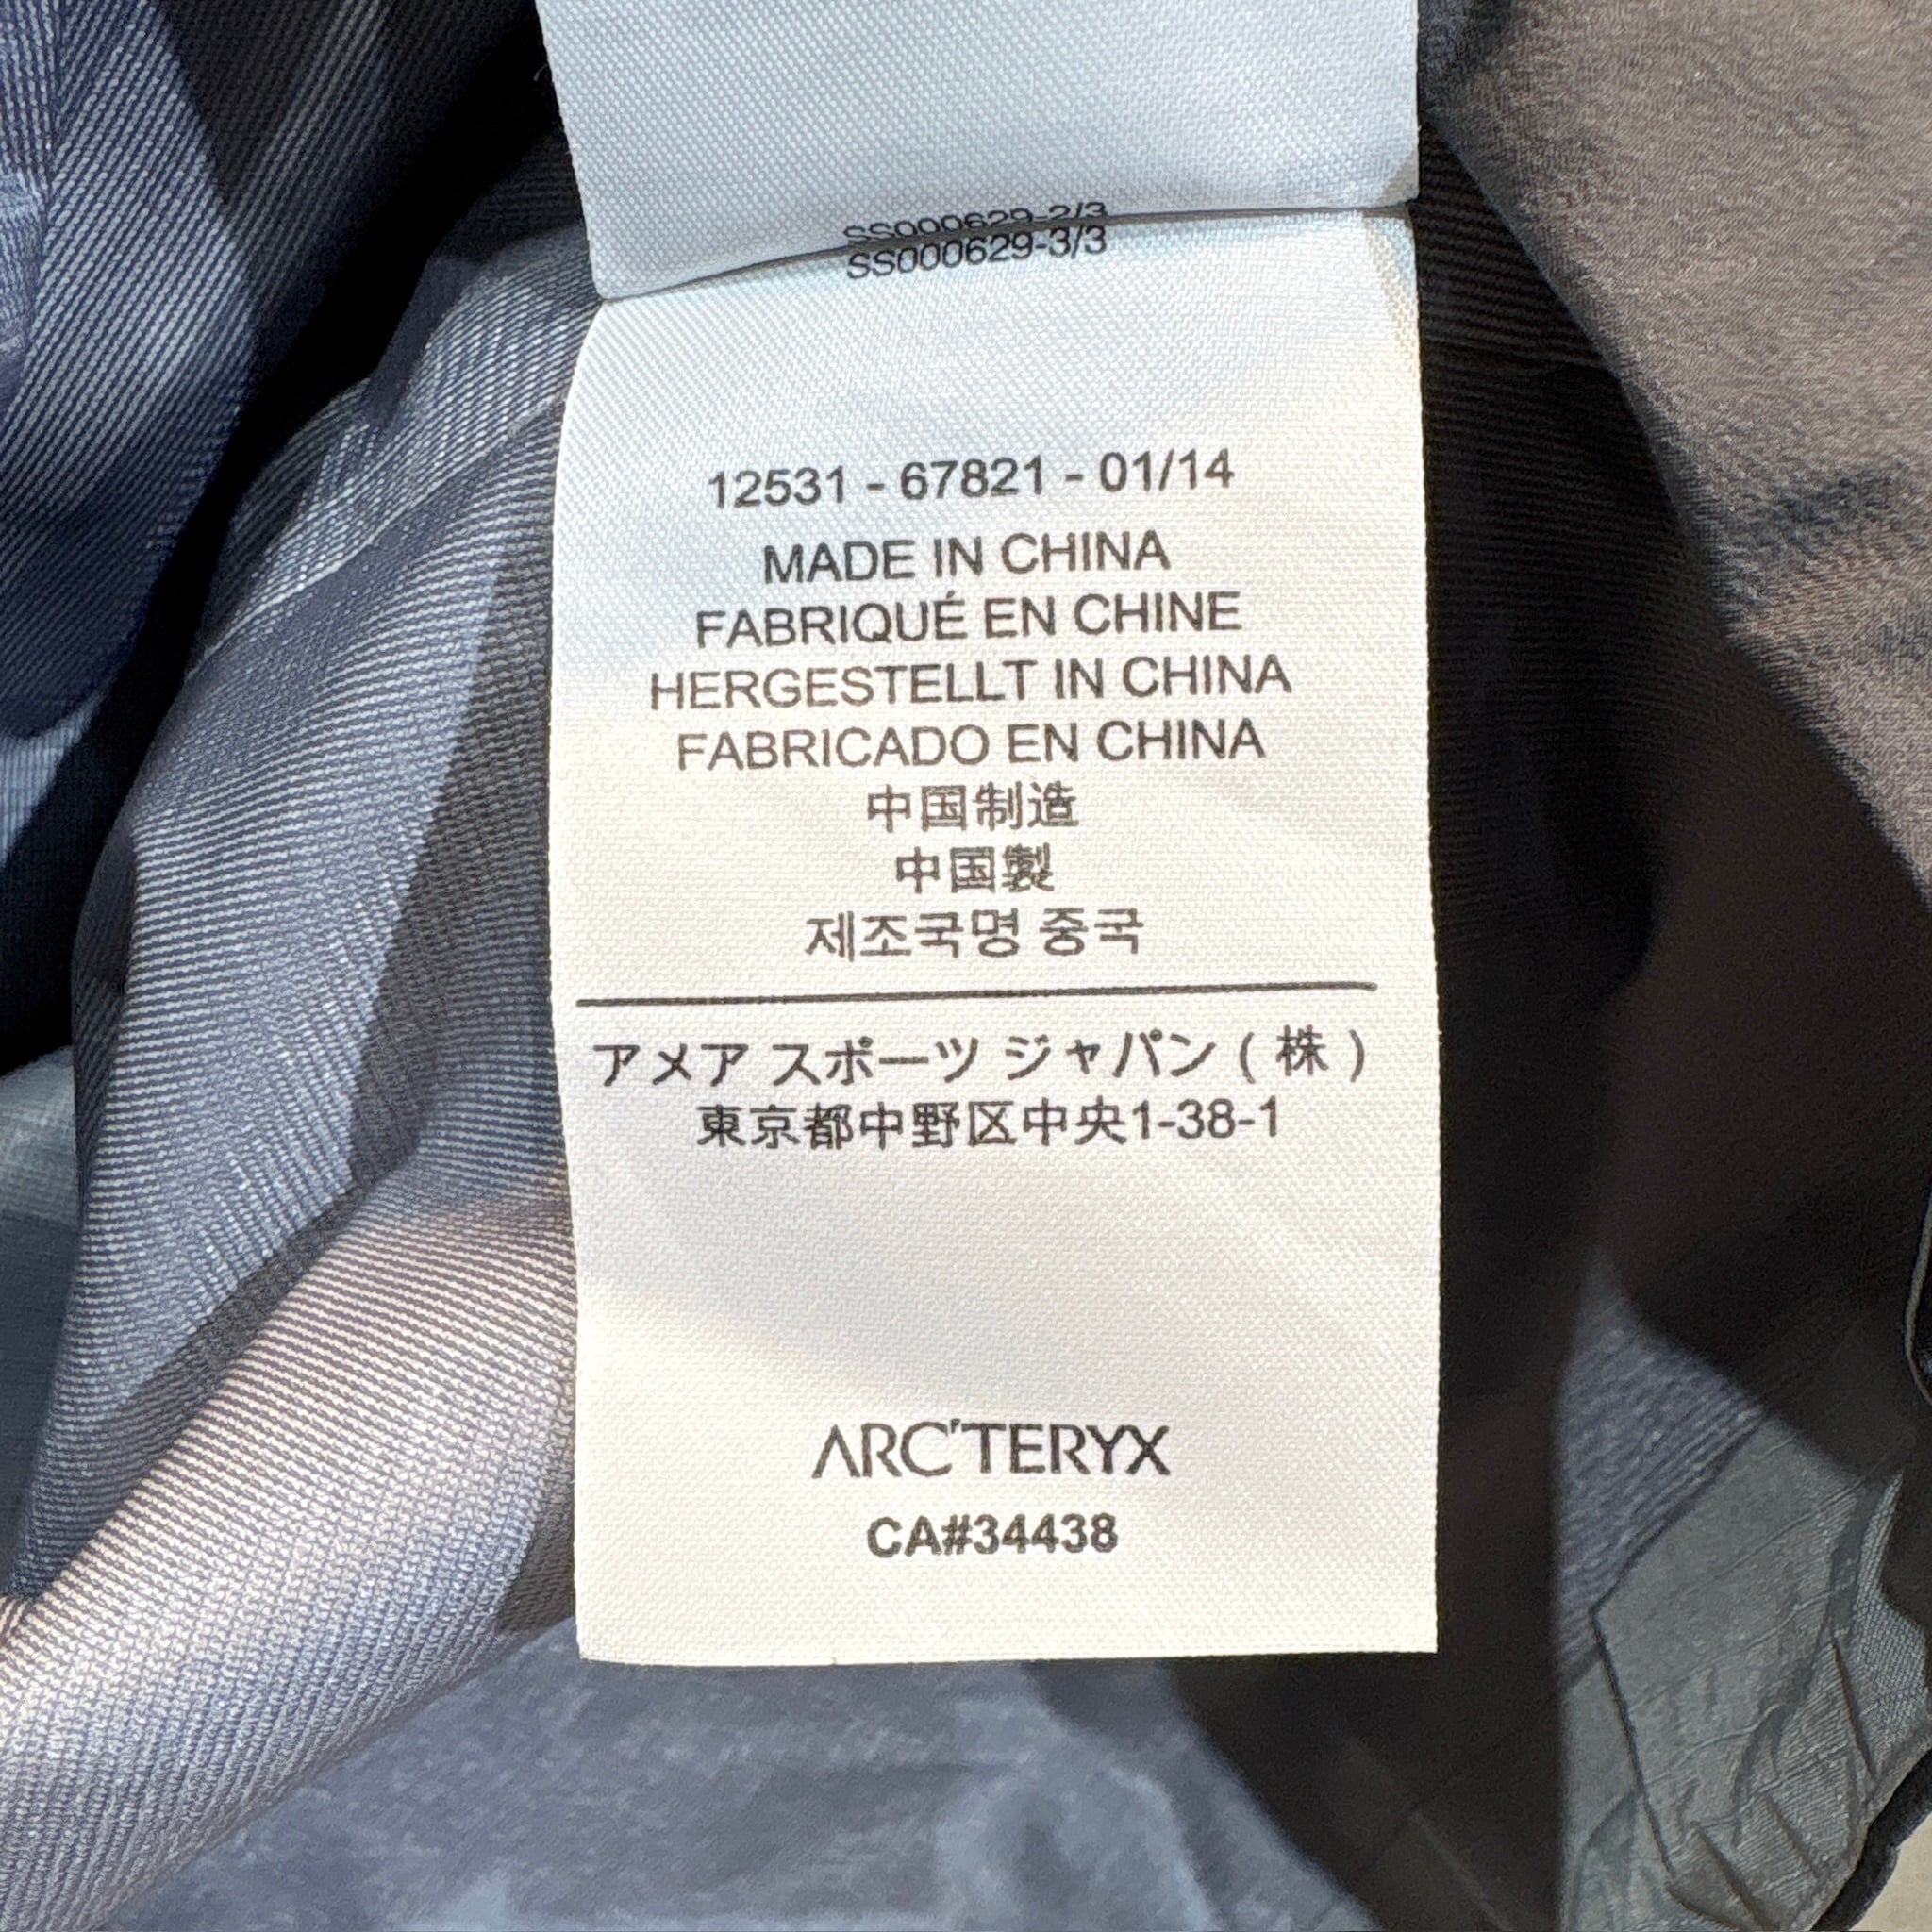 SS000629-2/3
SS000629-3/3
12531 - 67821 - 01/14
MADE IN CHINA
FABRIQUÉ EN CHINE
HERGESTELLT IN CHINA
FABRICADO EN CHINA
中国制造
中国製
제조국명 중국
アメア スポーツ ジャパン ( 株 )
東京都中野区中央1-38-1
ARC'TERYX
CA#34438